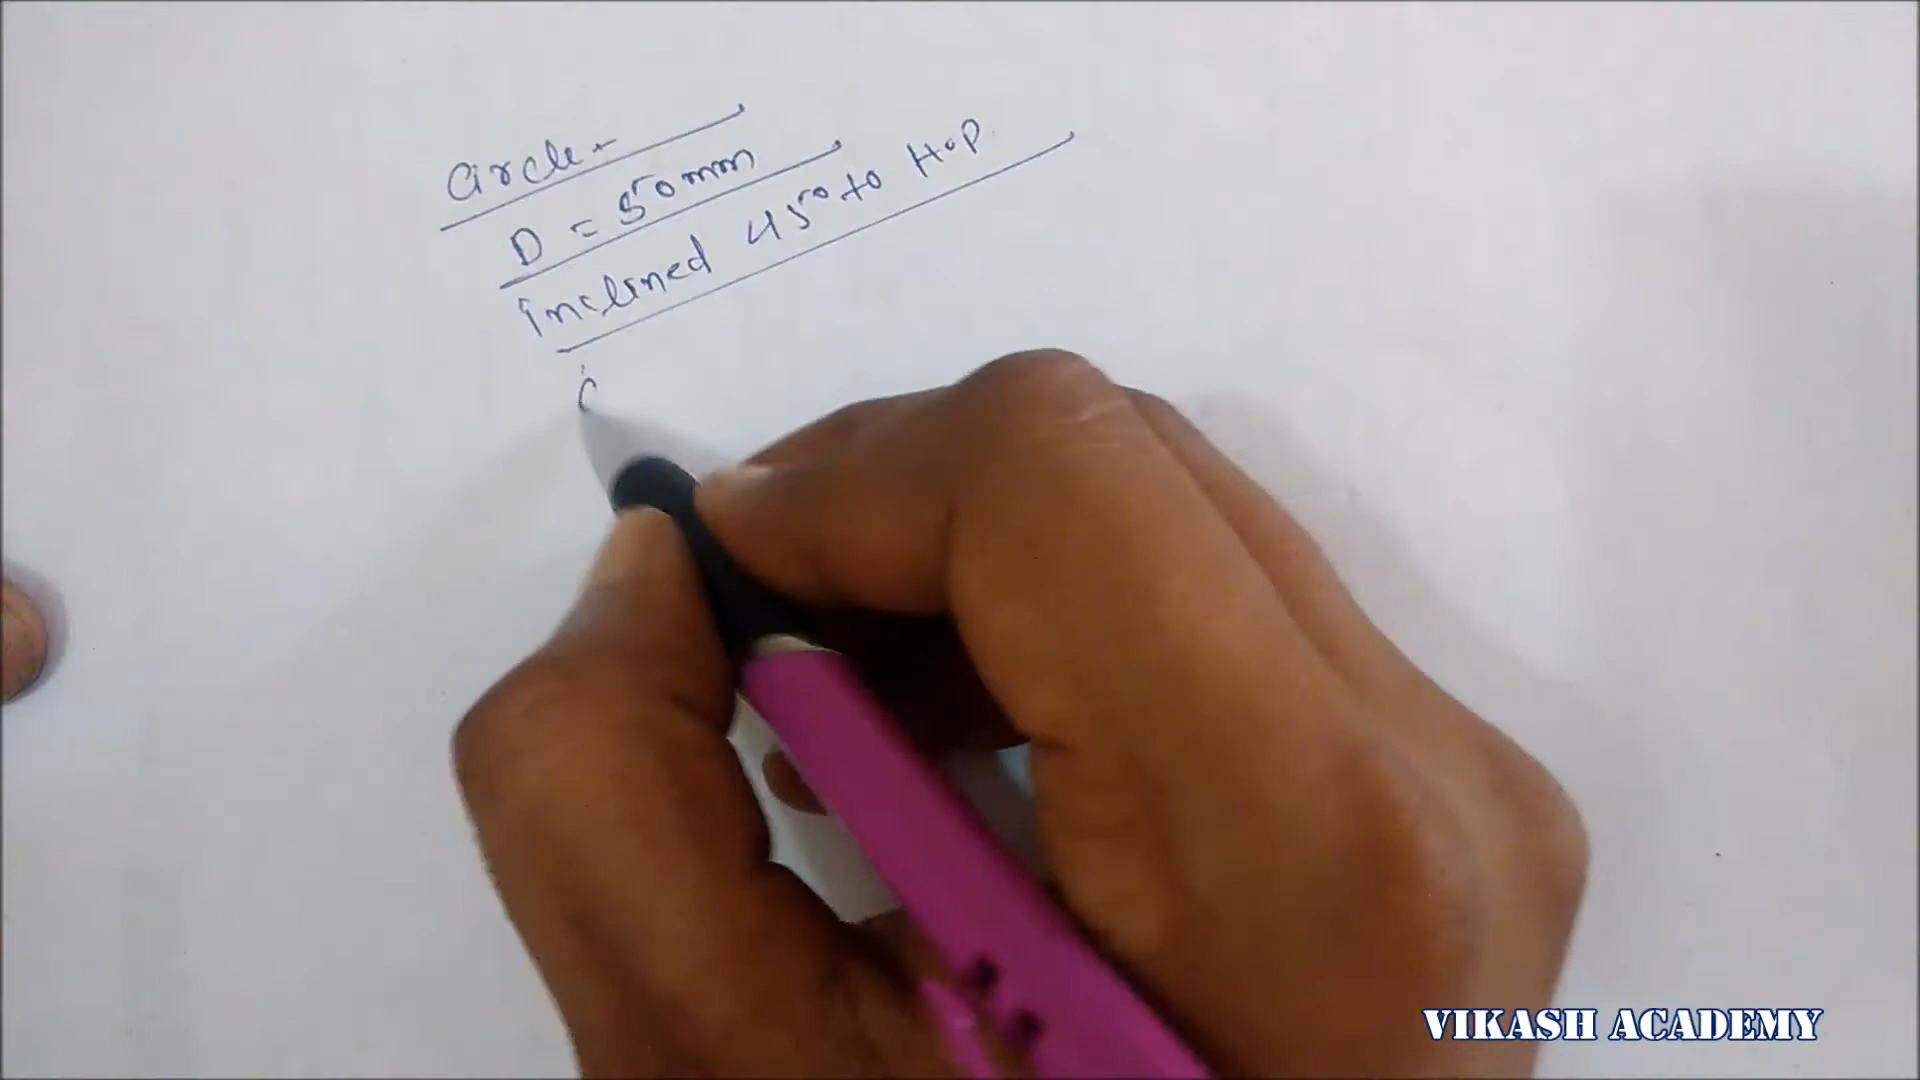 Circle -
D = 50mm
inclined 45° to H.P.
VIKASH ACADEMY